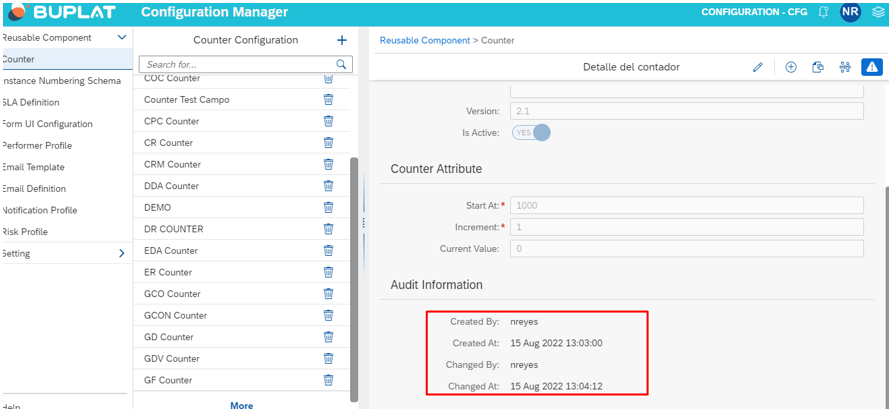 BUPLAT
Configuration Manager
CONFIGURATION - CFG
NR
Reusable Component
Counter
Instance Numbering Schema
SLA Definition
Form UI Configuration
Performer Profile
Email Template
Email Definition
Notification Profile
Risk Profile
Setting
Help
Counter Configuration
Search for...
COC Counter
Counter Test Campo
CPC Counter
CR Counter
CRM Counter
DDA Counter
DEMO
DR COUNTER
EDA Counter
ER Counter
GCO Counter
GCON Counter
GD Counter
GDV Counter
GF Counter
More
Reusable Component > Counter
Detalle del contador
Version: 2.1
Is Active: YES
Counter Attribute
Start At:* 1000
Increment:* 1
Current Value: 0
Audit Information
Created By: nreyes
Created At: 15 Aug 2022 13:03:00
Changed By: nreyes
Changed At: 15 Aug 2022 13:04:12